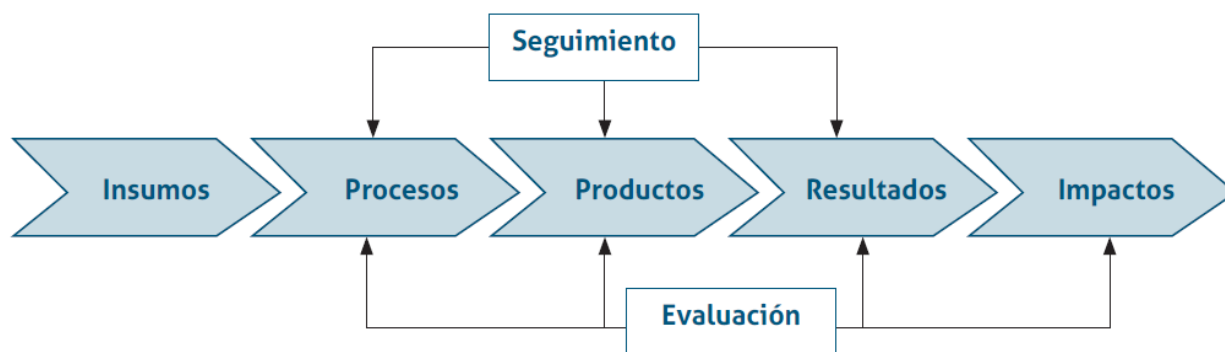 Seguimiento
Insumos
Procesos
Productos
Resultados
Impactos
Evaluación